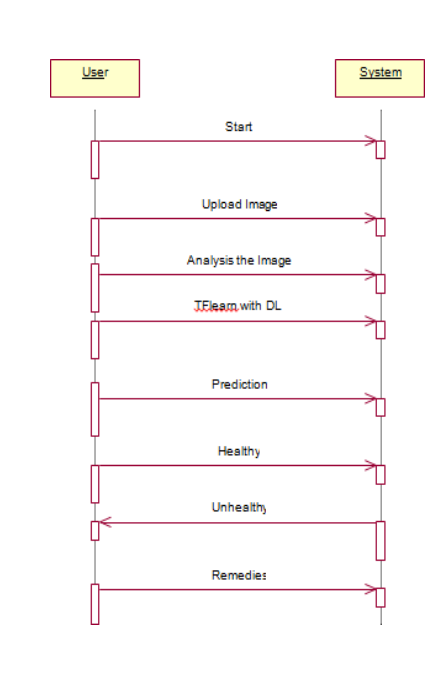 User
System
Start
Upload Image
Analysis the Image
TFlearn with DL
Prediction
Healthy
Unhealthy
Remedies